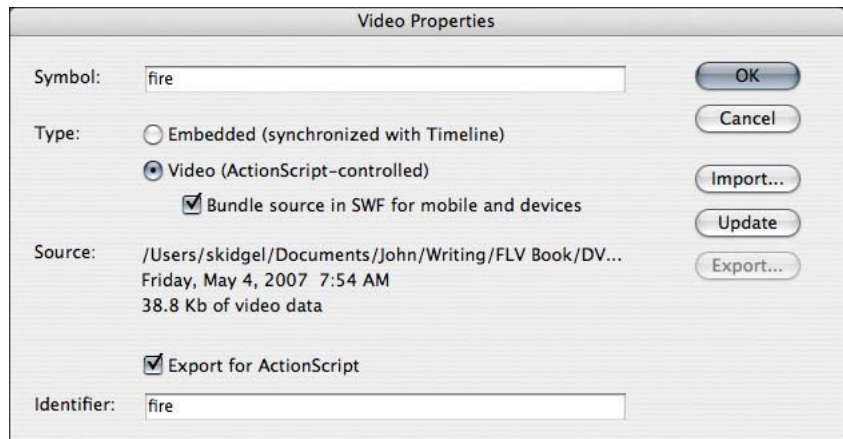 Video Properties
Symbol: fire
OK
Cancel
Type: Embedded (synchronized with Timeline)
Video (ActionScript-controlled)
Bundle source in SWF for mobile and devices
Import...
Update
Export...
Source: /Users/skidgel/Documents/John/Writing/FLV Book/DV...
Friday, May 4, 2007 7:54 AM
38.8 Kb of video data
Export for ActionScript
Identifier: fire